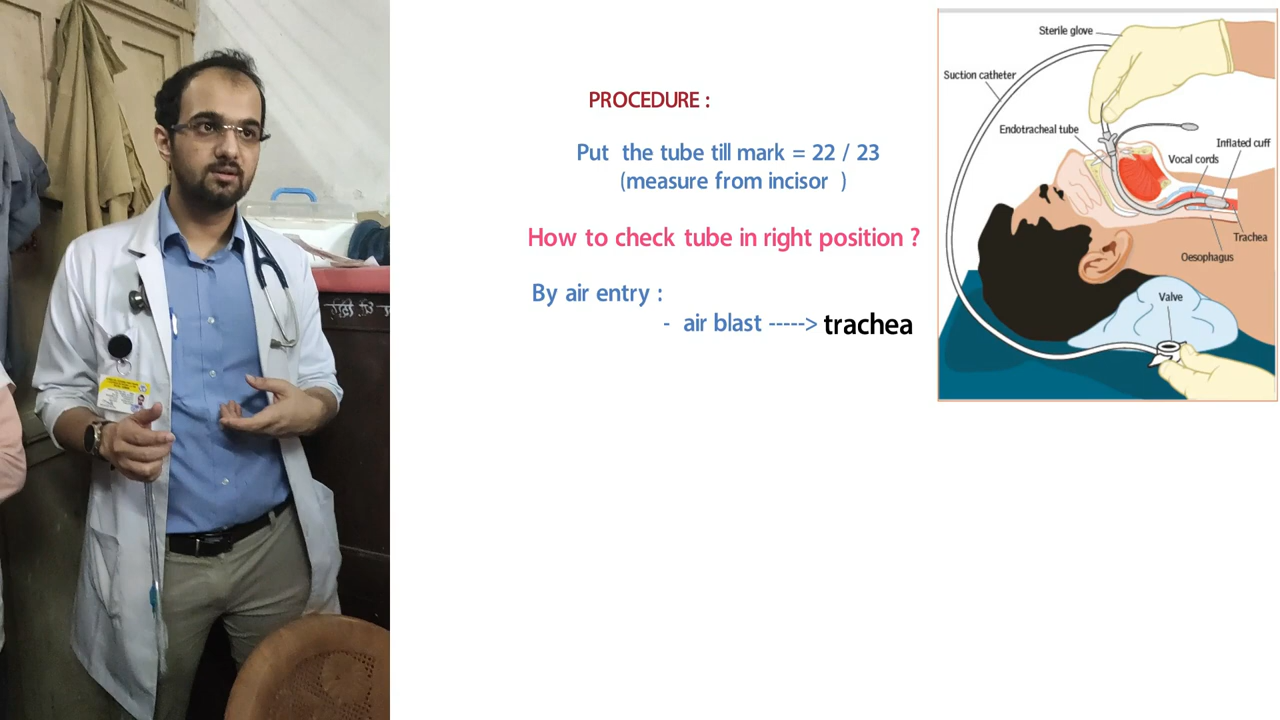 PROCEDURE :
Put the tube till mark = 22 / 23
(measure from incisor )
How to check tube in right position ?
By air entry :
- air blast -----> trachea
Sterile glove
Suction catheter
Endotracheal tube
Inflated cuff
Vocal cords
Trachea
Oesophagus
Valve